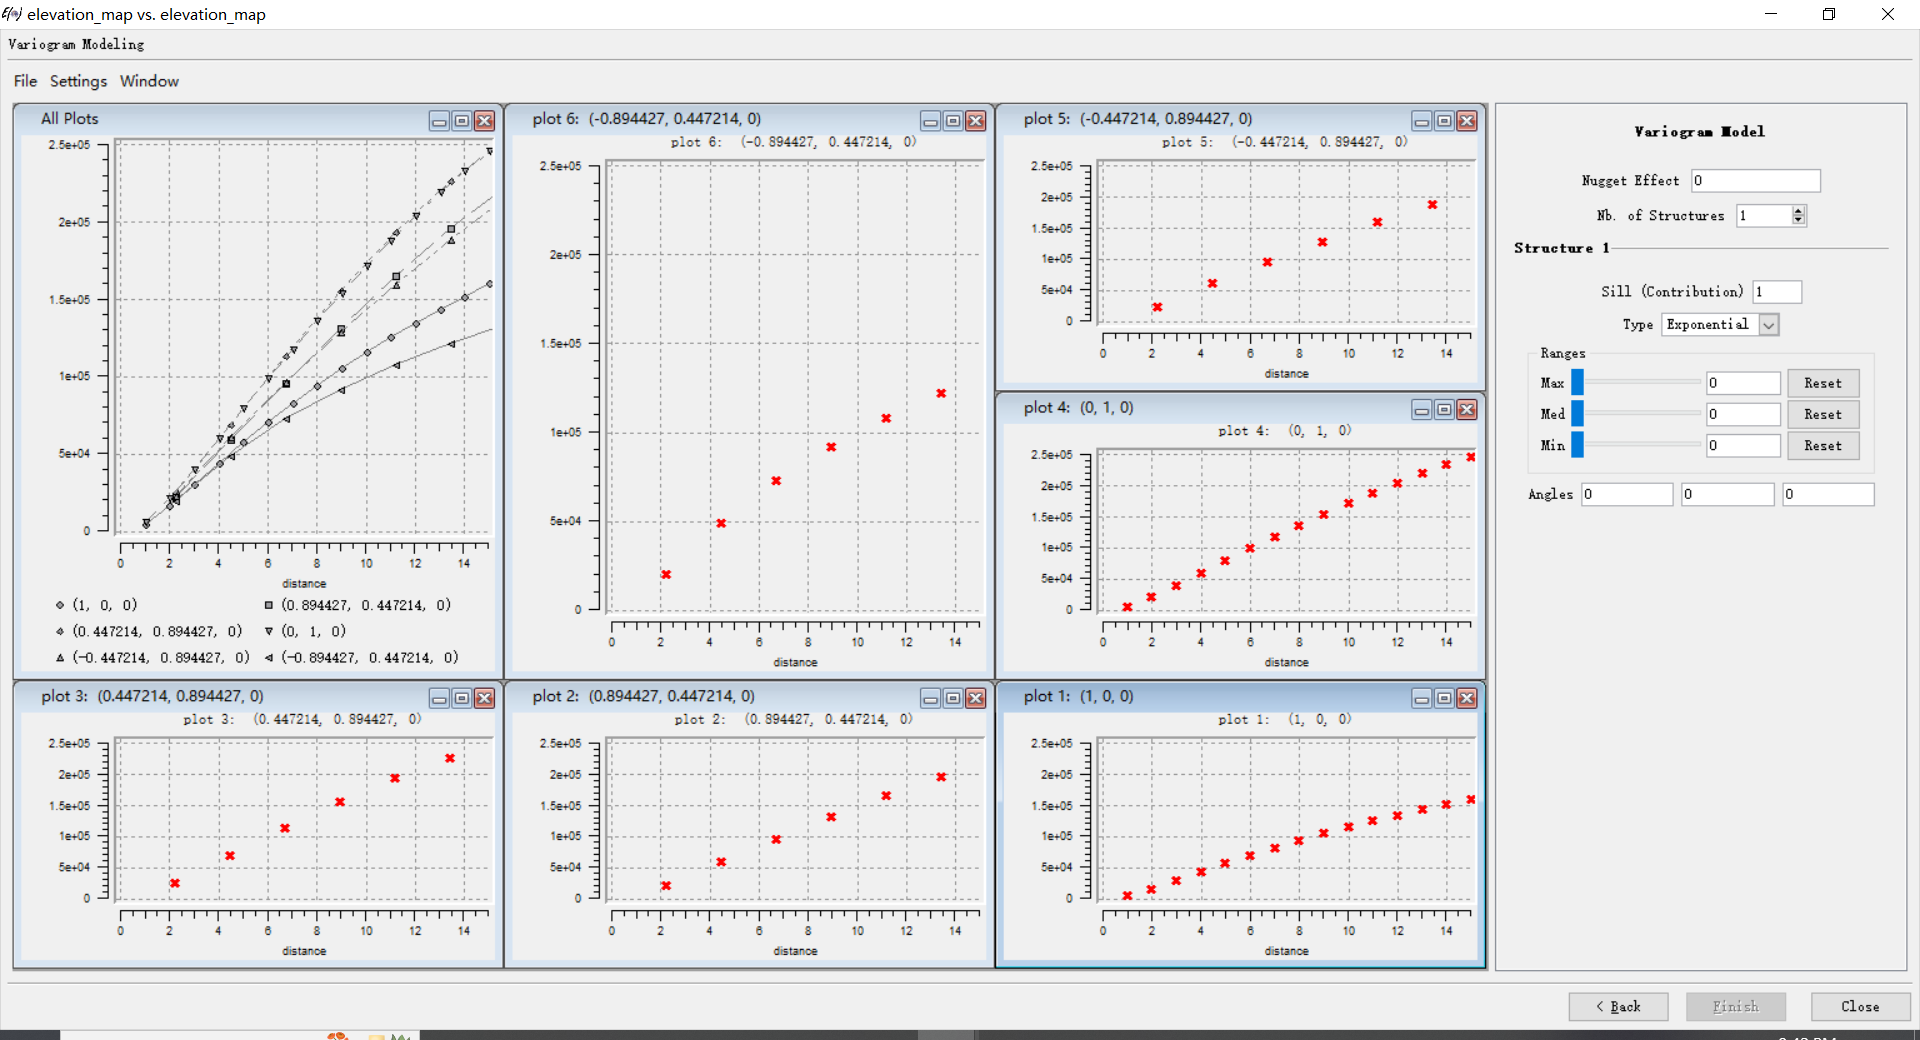 elevation_map vs. elevation_map
Variogram Modeling
File Settings Window
All Plots
2.5e+05
2e+05
1.5e+05
1e+05
5e+04
0
0 2 4 6 8 10 12 14
distance
(1, 0, 0) (0.894427, 0.447214, 0)
(0.447214, 0.894427, 0) (0, 1, 0)
(-0.447214, 0.894427, 0) (-0.894427, 0.447214, 0)
plot 6: (-0.894427, 0.447214, 0)
plot 6: (-0.894427, 0.447214, 0)
2.5e+05
2e+05
1.5e+05
1e+05
5e+04
0
0 2 4 6 8 10 12 14
distance
plot 5: (-0.447214, 0.894427, 0)
plot 5: (-0.447214, 0.894427, 0)
2.5e+05
2e+05
1.5e+05
1e+05
5e+04
0
0 2 4 6 8 10 12 14
distance
plot 4: (0, 1, 0)
plot 4: (0, 1, 0)
2.5e+05
2e+05
1.5e+05
1e+05
5e+04
0
0 2 4 6 8 10 12 14
distance
plot 3: (0.447214, 0.894427, 0)
plot 3: (0.447214, 0.894427, 0)
2.5e+05
2e+05
1.5e+05
1e+05
5e+04
0
0 2 4 6 8 10 12 14
distance
plot 2: (0.894427, 0.447214, 0)
plot 2: (0.894427, 0.447214, 0)
2.5e+05
2e+05
1.5e+05
1e+05
5e+04
0
0 2 4 6 8 10 12 14
distance
plot 1: (1, 0, 0)
plot 1: (1, 0, 0)
2.5e+05
2e+05
1.5e+05
1e+05
5e+04
0
0 2 4 6 8 10 12 14
distance
Variogram Model
Nugget Effect 0
Nb. of Structures 1
Structure 1
Sill (Contribution) 1
Type Exponential
Ranges
Max 0 Reset
Med 0 Reset
Min 0 Reset
Angles 0 0 0
< Back Finish Close